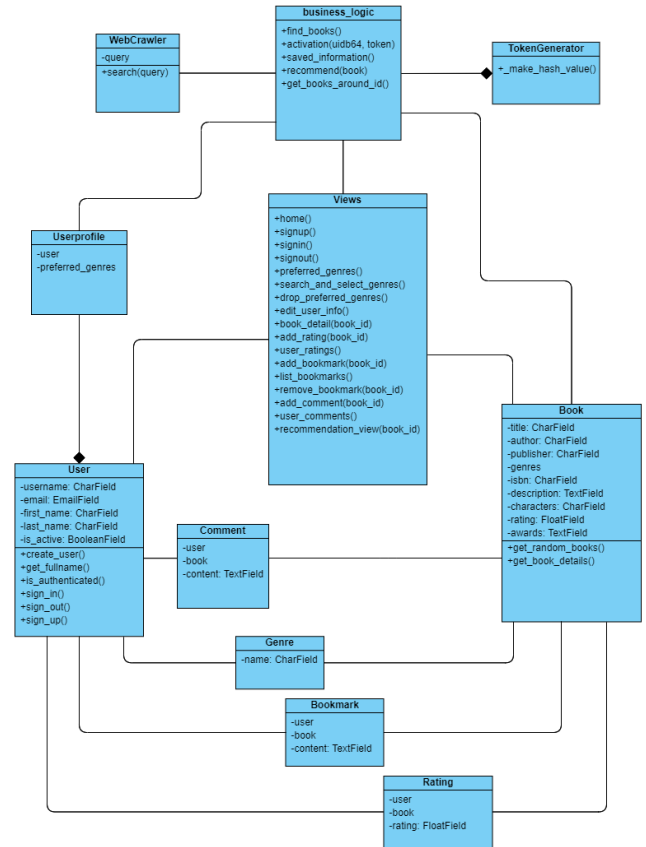 business_logic
+find_books()
+activation(uidb64, token)
+saved_information()
+recommend(book)
+get_books_around_id()
WebCrawler
-query
+search(query)
TokenGenerator
+_make_hash_value()
Views
+home()
+signup()
+signin()
+signout()
+preferred_genres()
+search_and_select_genres()
+drop_preferred_genres()
+edit_user_info()
+book_detail(book_id)
+add_rating(book_id)
+user_ratings()
+add_bookmark(book_id)
+list_bookmarks()
+remove_bookmark(book_id)
+add_comment(book_id)
+user_comments()
+recommendation_view(book_id)
Userprofile
-user
-preferred_genres
Book
-title: CharField
-author: CharField
-publisher: CharField
-genres
-isbn: CharField
-description: TextField
-characters: CharField
-rating: FloatField
-awards: TextField
+get_random_books()
+get_book_details()
User
-username: CharField
-email: EmailField
-first_name: CharField
-last_name: CharField
-is_active: BooleanField
+create_user()
+get_fullname()
+is_authenticated()
+sign_in()
+sign_out()
+sign_up()
Comment
-user
-book
-content: TextField
Genre
-name: CharField
Bookmark
-user
-book
-content: TextField
Rating
-user
-book
-rating: FloatField